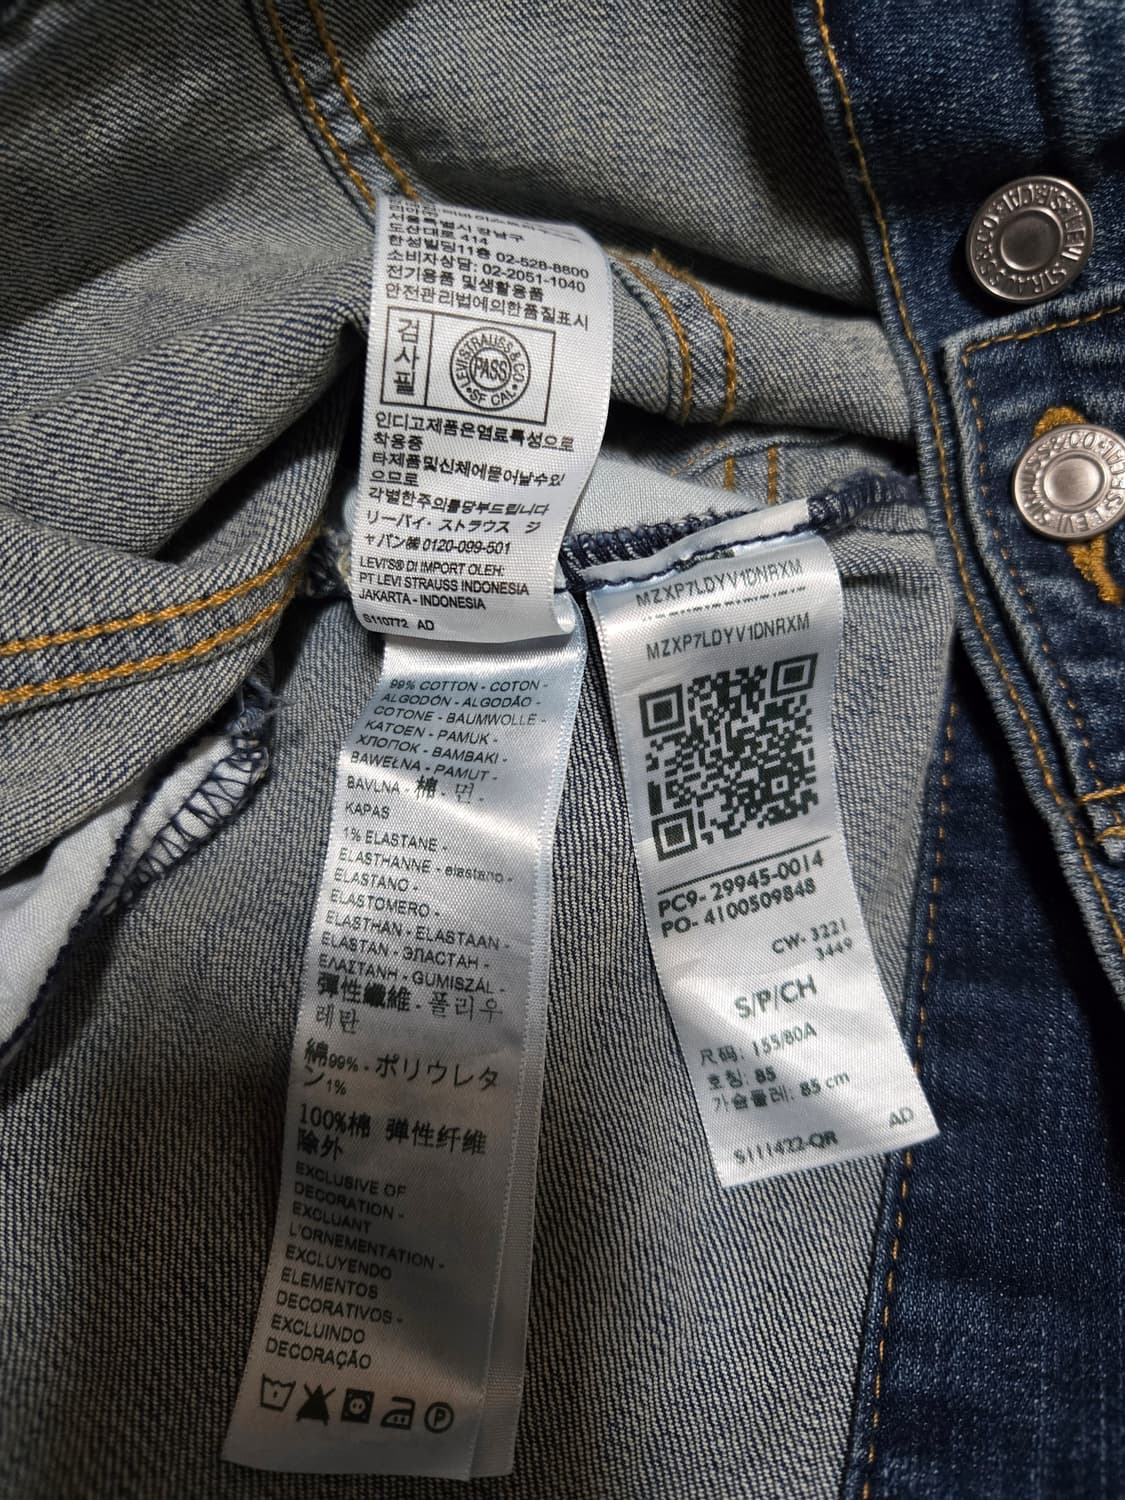 서울특별시 강남구
도산대로 414
한성빌딩11층 02-528-8800
소비자상담: 02-2051-1040
전기용품 및생활용품
안전관리법에의한품질표시
검사필
LEVI STRAUSS & CO
PASS
SF CAL
인디고제품은염료특성으로
착용중
타제품및신체에묻어날수있
으므로
각별한주의를당부드립니다
リーバイ・ストラウス ジ
ャパン㈱ 0120-099-501
LEVI'S® DI IMPORT OLEH:
PT LEVI STRAUSS INDONESIA
JAKARTA - INDONESIA
S110772 AD
99% COTTON - COTON -
ALGODÓN - ALGODÃO -
COTONE - BAUMWOLLE -
KATOEN - PAMUK -
ХЛОПОК - ΒΑΜΒΑΚΙ -
BAWEŁNA - PAMUT -
BAVLNA - 棉 - 면 -
KAPAS
1% ELASTANE -
ELASTHANNE - elastano -
ELASTANO -
ELASTOMERO -
ELASTHAN - ELASTAAN -
ELASTAN - ЭЛАСТАН -
ΕΛΑΣΤΑΝΗ - GUMISZÁL -
彈性纖維 - 폴리우
레탄
綿99% - ポリウレタ
ン1%
100%棉 弹性纤维
除外
EXCLUSIVE OF
DECORATION -
EXCLUANT
L'ORNEMENTATION -
EXCLUYENDO
ELEMENTOS
DECORATIVOS -
EXCLUINDO
DECORAÇÃO
P
MZXP7LDYV1DNRXM
MZXP7LDYV1DNRXM
PC9- 29945-0014
PO- 4100509848
CW- 3221
3449
S/P/CH
尺码: 155/80A
호칭: 85
가슴둘레: 85 cm
AD
S111422-QR
LEVI STRAUSS & CO. S.F. CAL.
LEVI STRAUSS & CO